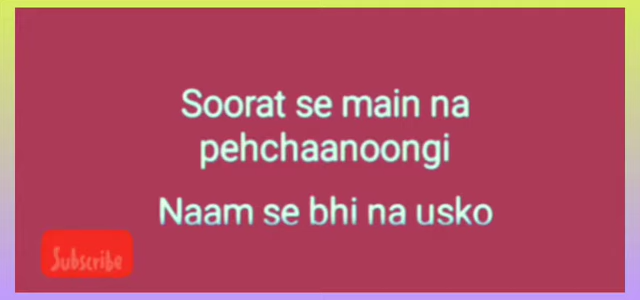 Soorat se main na
pehchaanoongi
Naam se bhi na usko
Subscribe